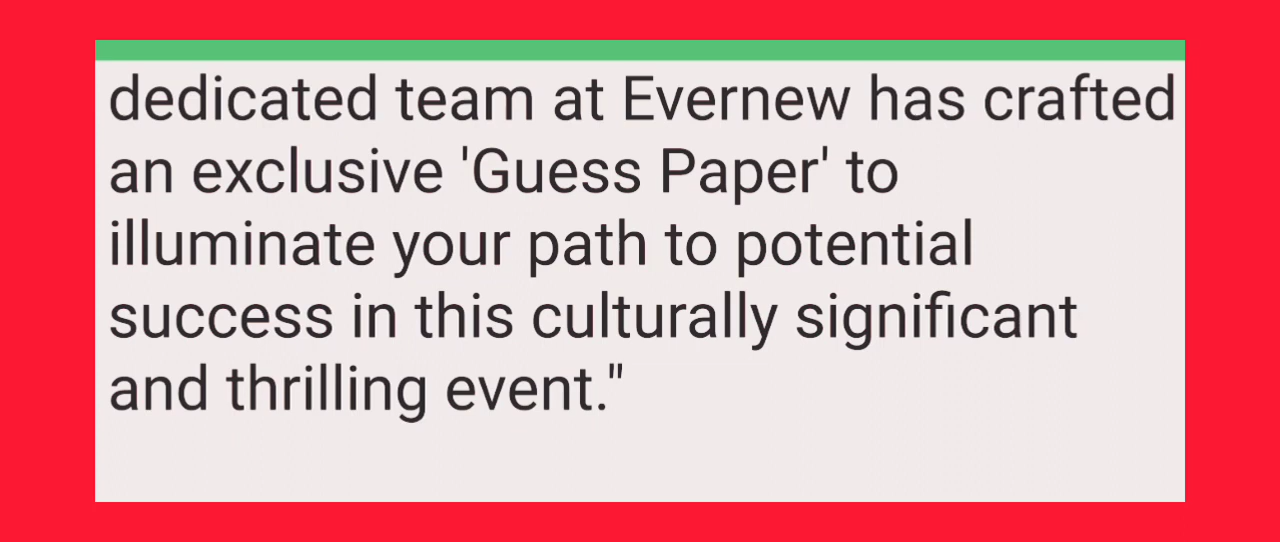 dedicated team at Evernew has crafted
an exclusive 'Guess Paper' to
illuminate your path to potential
success in this culturally significant
and thrilling event."